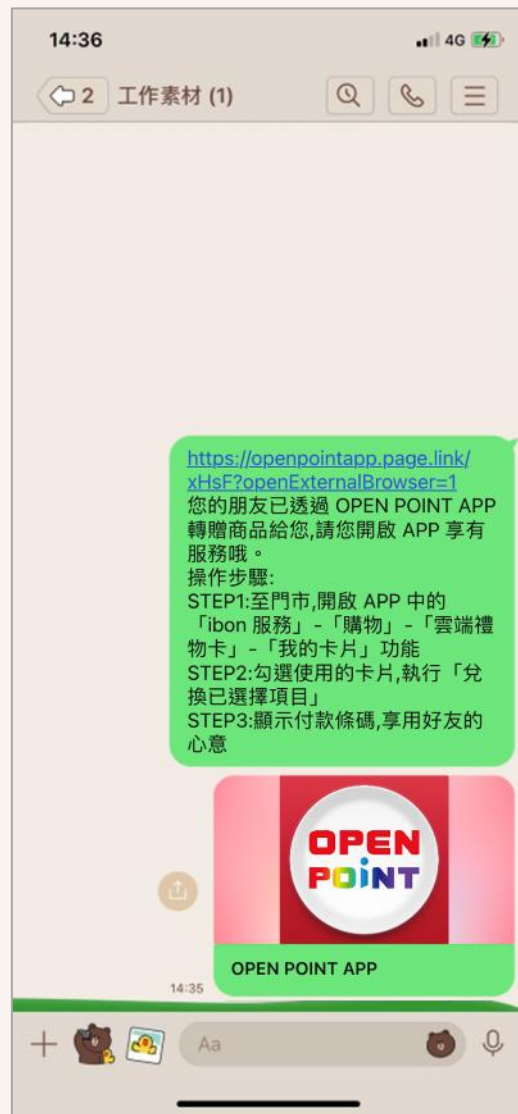 14:36
4G
2 工作素材 (1)
https://openpointapp.page.link/
xHsF?openExternalBrowser=1
您的朋友已透過 OPEN POINT APP
轉贈商品給您,請您開啟 APP 享有
服務哦。
操作步驟:
STEP1:至門市,開啟 APP 中的
「ibon 服務」-「購物」-「雲端禮
物卡」-「我的卡片」功能
STEP2:勾選使用的卡片,執行「兌
換已選擇項目」
STEP3:顯示付款條碼,享用好友的
心意
OPEN
POiNT
OPEN POINT APP
14:35
Aa